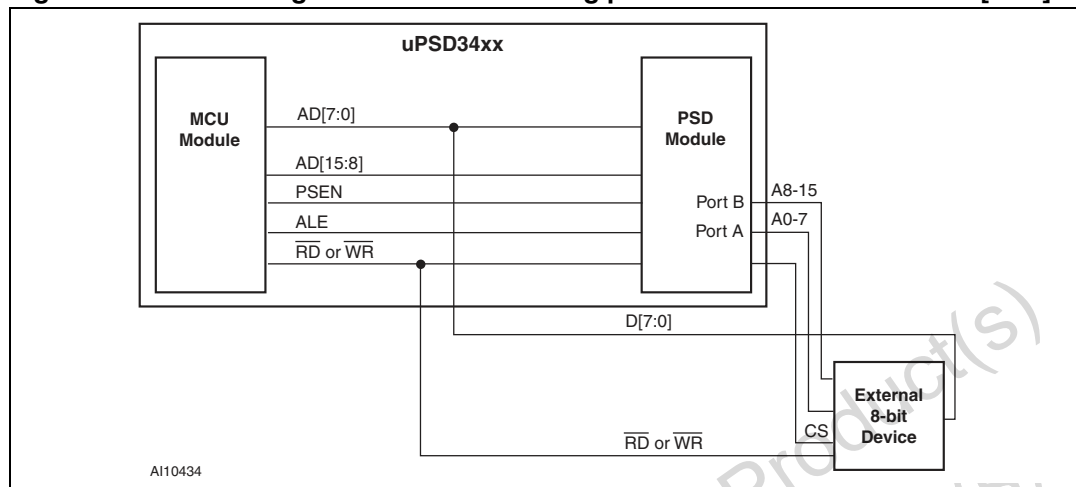 uPSD34xx
MCU
Module
AD[7:0]
AD[15:8]
PSEN
ALE
RD or WR
PSD
Module
Port B
Port A
A8-15
A0-7
D[7:0]
External
8-bit
Device
CS
RD or WR
AI10434
Product(s)